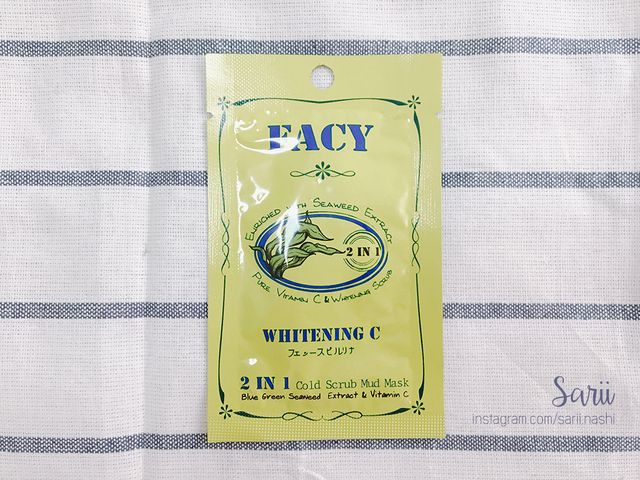 FACY
ENRICHED WITH SEAWEED EXTRACT
2 IN 1
PURE VITAMIN C & WHITENING SCRUB
WHITENING C
フェュースピルリナ
2 IN 1 Cold Scrub Mud Mask
Blue Green Seaweed Extract & Vitamin C
Sarii
instagram.com/sarii.nashi